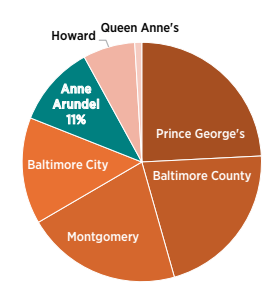 Queen Anne's
Howard
Anne
Arundel
11%
Prince George's
Baltimore City
Baltimore County
Montgomery